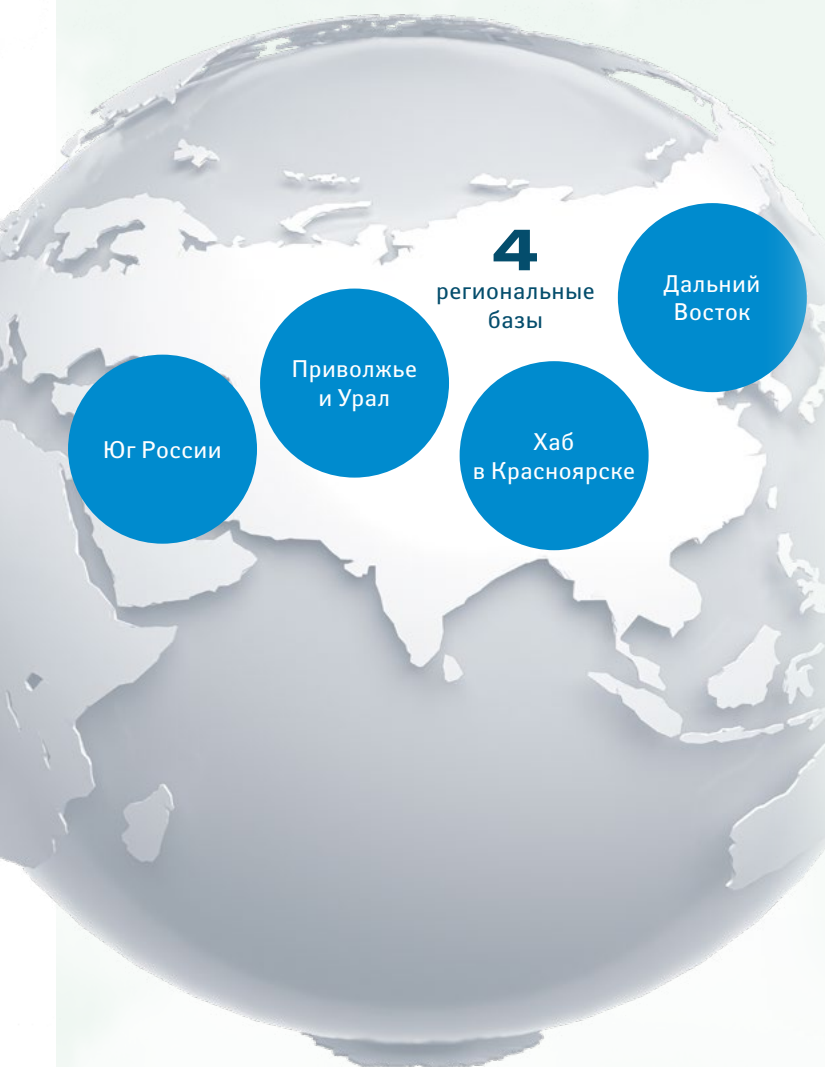 4
региональные
базы
Дальний
Восток
Приволжье
и Урал
Хаб
в Красноярске
Юг России